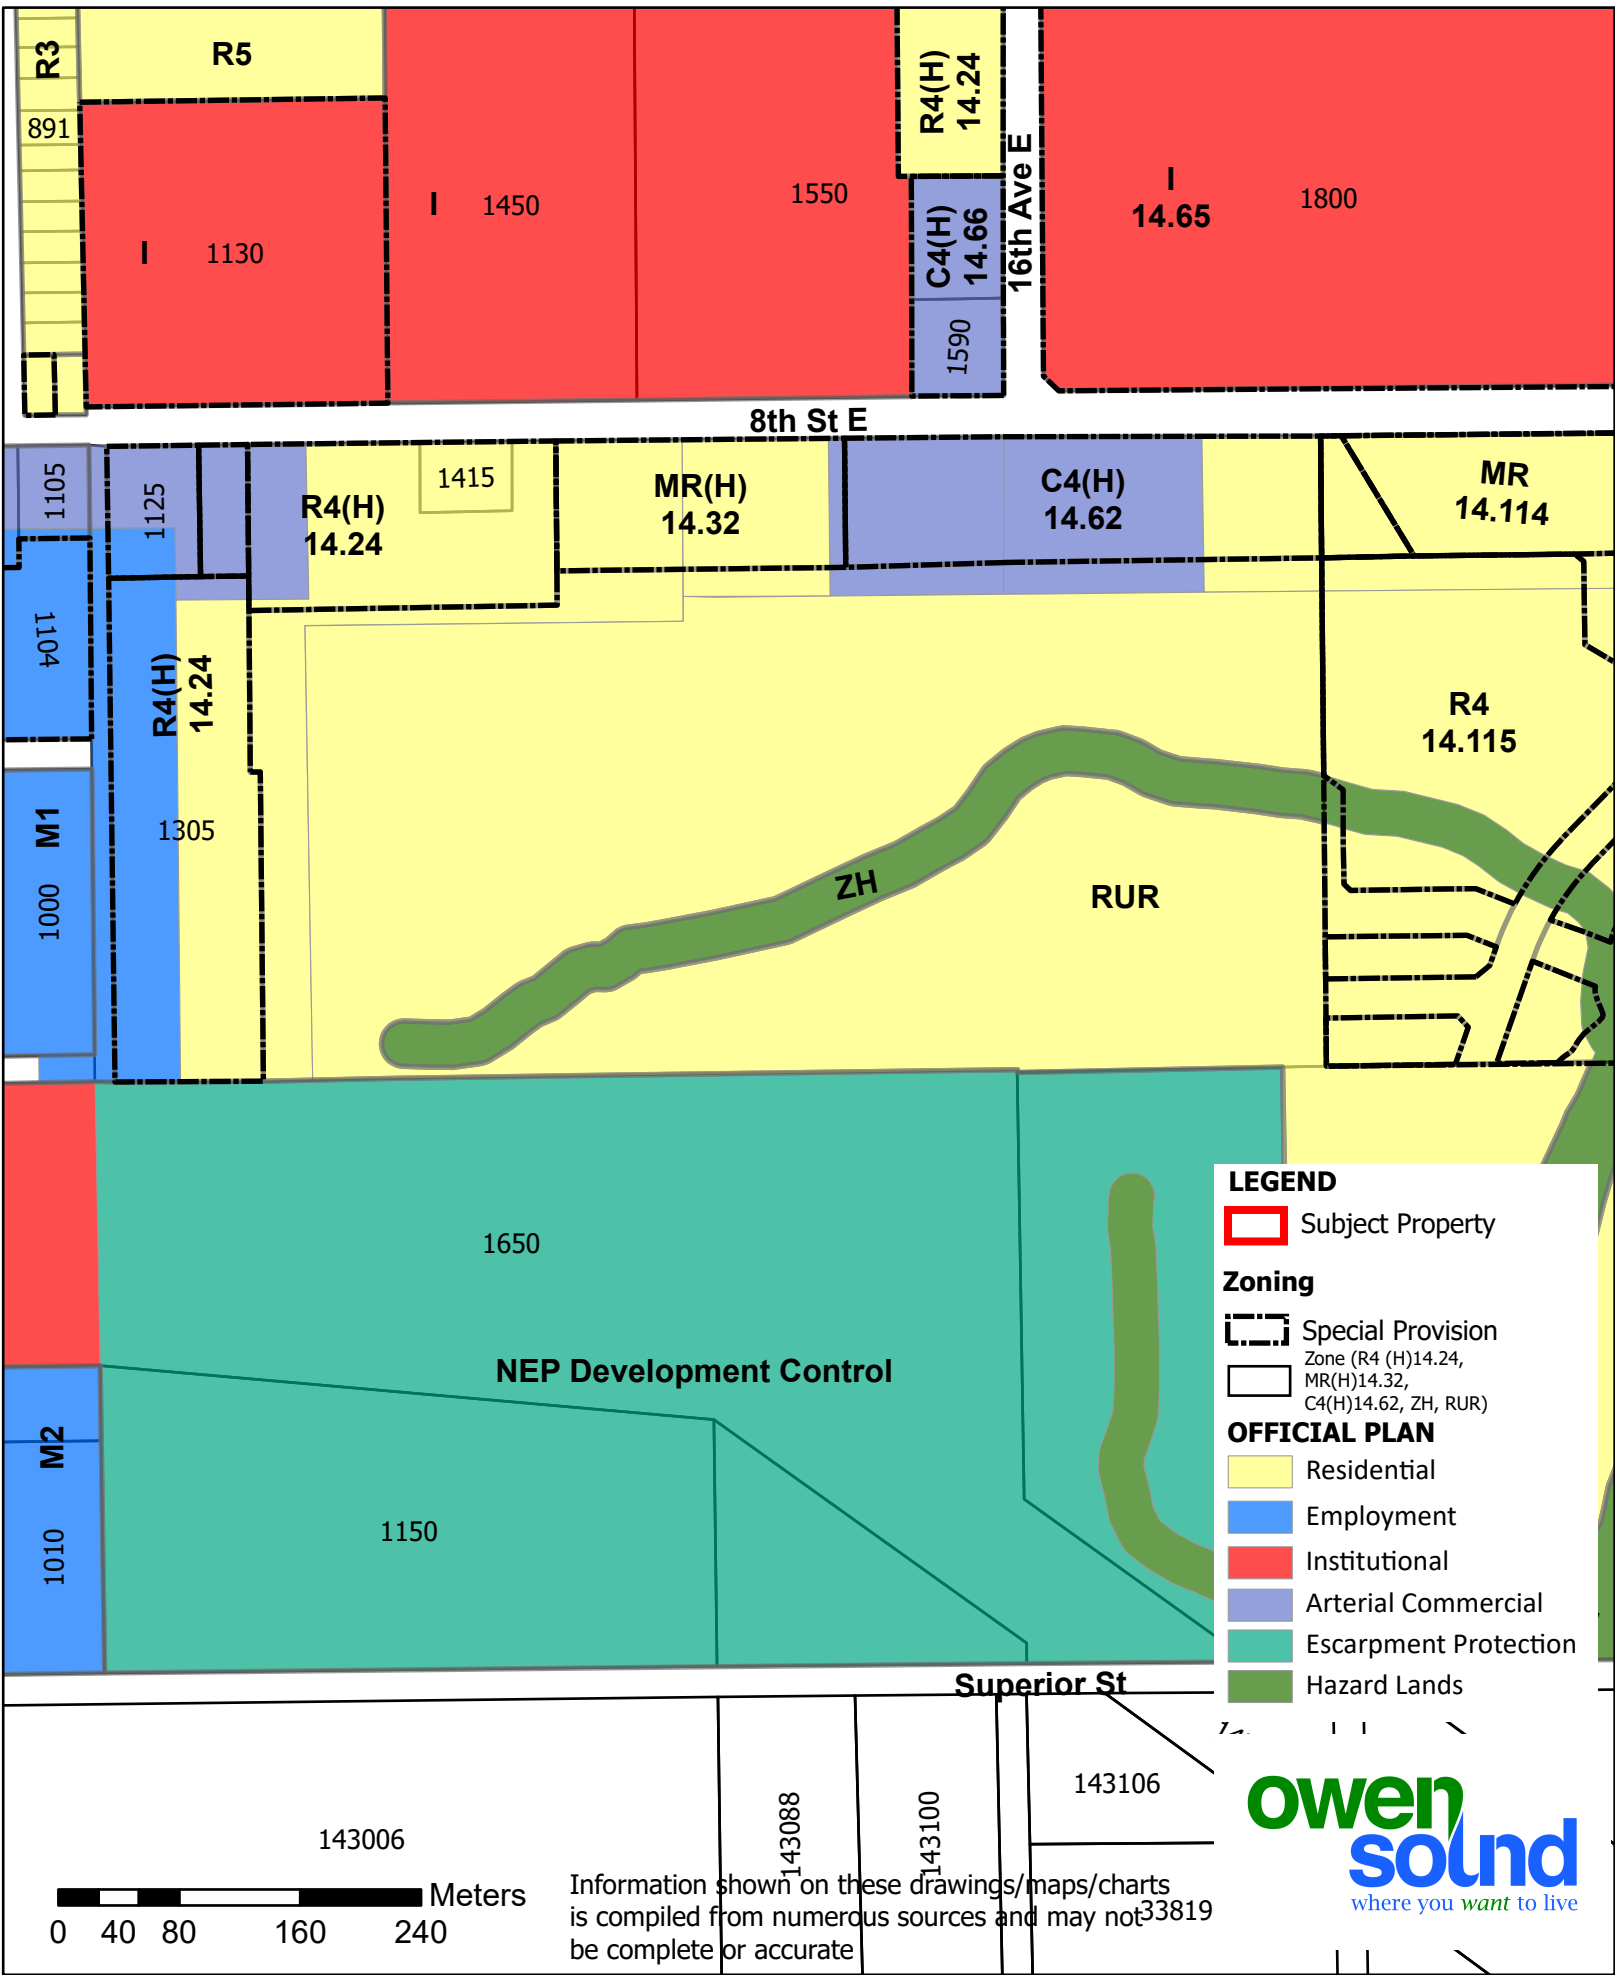 R3
R5
R4(H)
14.24
891
16th Ave E
I
1130
I
1450
1550
C4(H)
14.66
1590
I
14.65
1800
8th St E
1105
1125
R4(H)
14.24
1415
MR(H)
14.32
C4(H)
14.62
MR
14.114
1104
R4(H)
14.24
R4
14.115
M1
1000
1305
ZH
RUR
1650
NEP Development Control
M2
1010
1150
LEGEND
Subject Property
Zoning
Special Provision
Zone (R4 (H)14.24,
MR(H)14.32,
C4(H)14.62, ZH, RUR)
OFFICIAL PLAN
Residential
Employment
Institutional
Arterial Commercial
Escarpment Protection
Hazard Lands
Superior St
143006
143088
143100
143106
33819
Meters
0 40 80 160 240
Information shown on these drawings/maps/charts
is compiled from numerous sources and may not
be complete or accurate
owen
sound
where you want to live